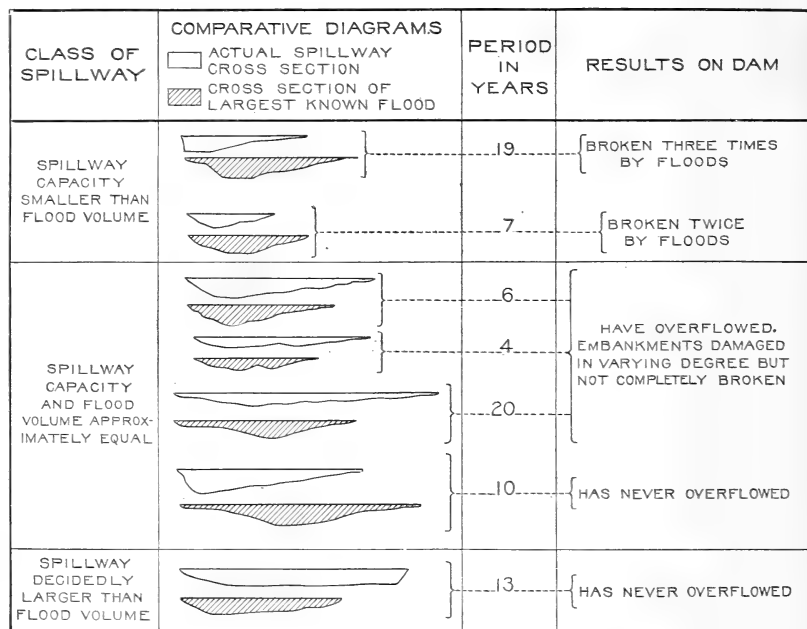 CLASS OF
SPILLWAY
COMPARATIVE DIAGRAMS
ACTUAL SPILLWAY
CROSS SECTION
CROSS SECTION OF
LARGEST KNOWN FLOOD
PERIOD
IN
YEARS
RESULTS ON DAM
SPILLWAY
CAPACITY
SMALLER THAN
FLOOD VOLUME
19
BROKEN THREE TIMES
BY FLOODS
7
BROKEN TWICE
BY FLOODS
SPILLWAY
CAPACITY
AND FLOOD
VOLUME APPROX-
IMATELY EQUAL
6
4
20
HAVE OVERFLOWED.
EMBANKMENTS DAMAGED
IN VARYING DEGREE BUT
NOT COMPLETELY BROKEN
10
HAS NEVER OVERFLOWED
SPILLWAY
DECIDEDLY
LARGER THAN
FLOOD VOLUME
13
HAS NEVER OVERFLOWED